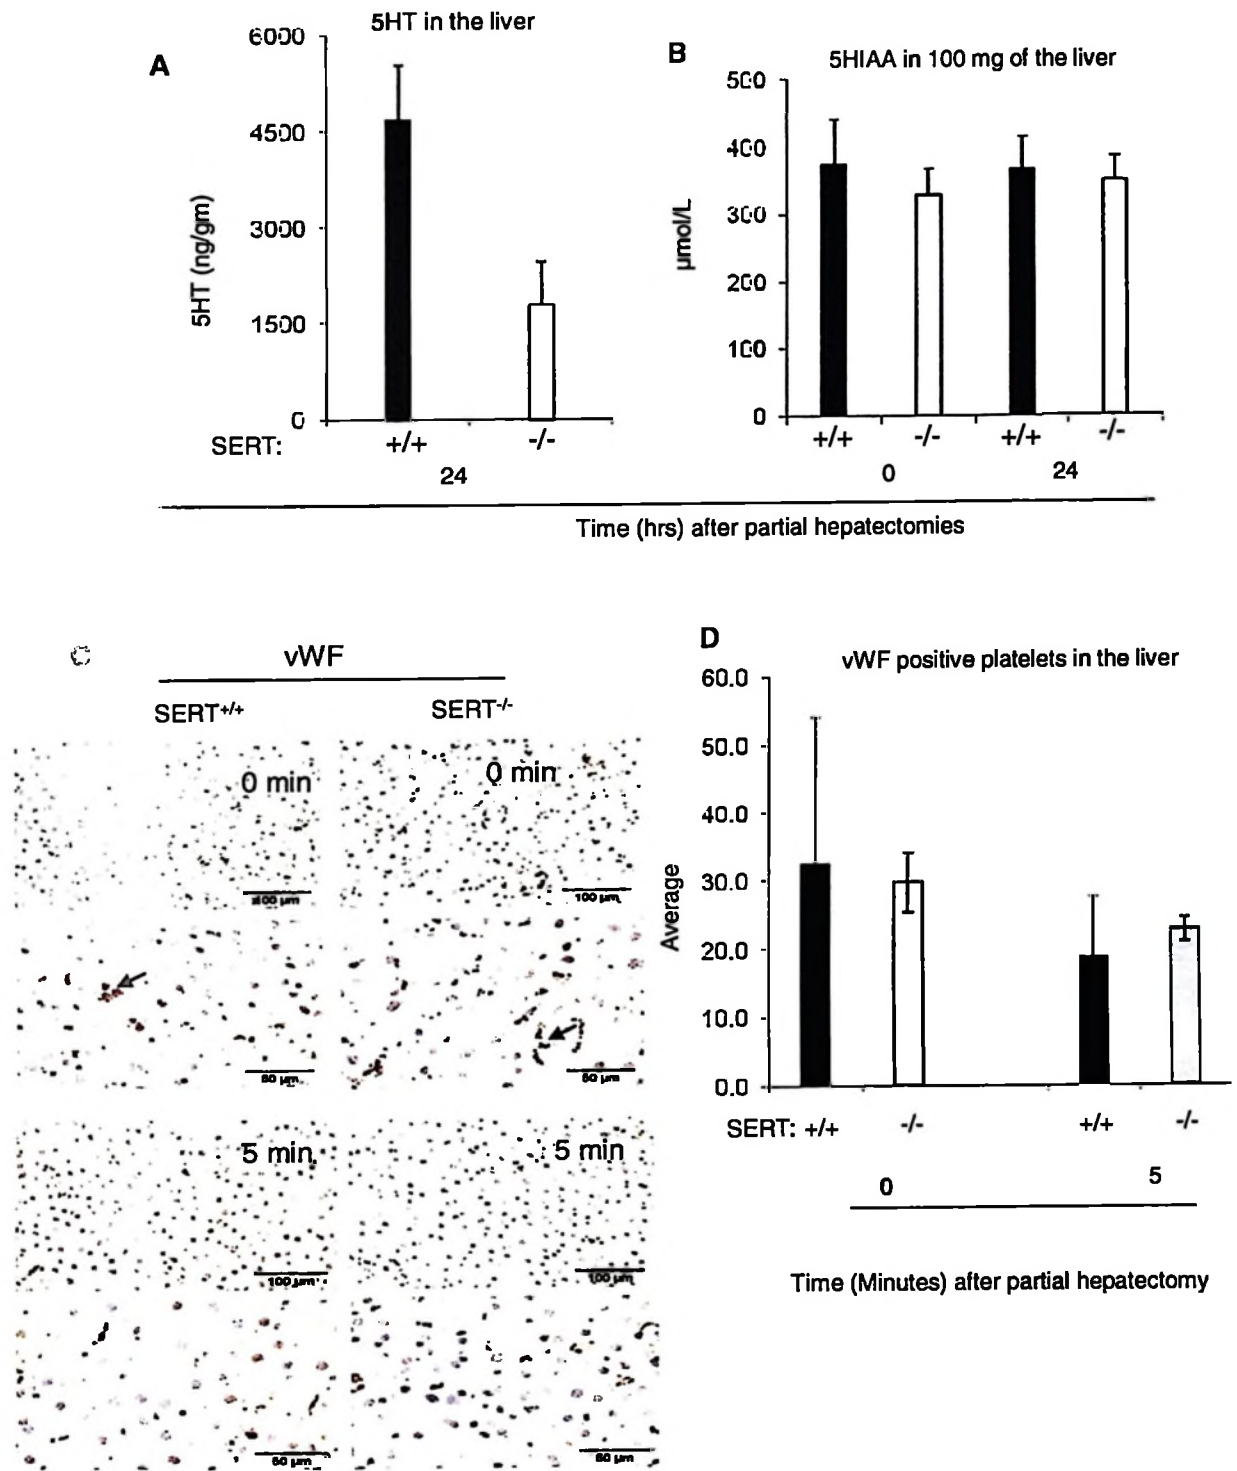 A
5HT in the liver
6000
4500
3000
1500
0
5HT (ng/gm)
SERT: +/+ -/-
24
B
5HIAA in 100 mg of the liver
500
400
300
200
100
0
µmol/L
+/+ -/- +/+ -/-
0 24
Time (hrs) after partial hepatectomies
C
vWF
SERT+/+ SERT-/-
0 min 0 min
100 µm 100 µm
50 µm 50 µm
5 min 5 min
100 µm 100 µm
50 µm 50 µm
D
vWF positive platelets in the liver
60.0
50.0
40.0
30.0
20.0
10.0
0.0
Average
SERT: +/+ -/- +/+ -/-
0 5
Time (Minutes) after partial hepatectomy